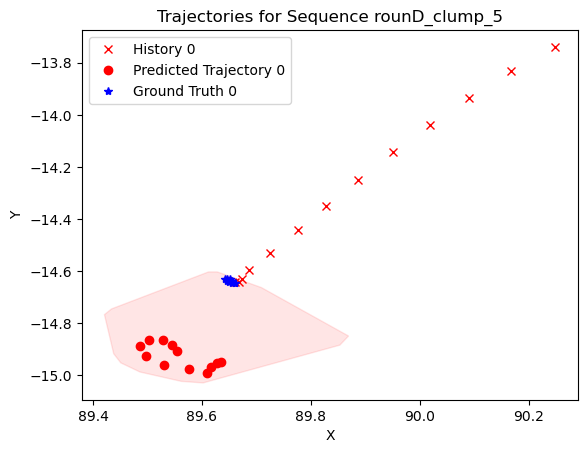 Trajectories for Sequence rounD_clump_5
History 0
Predicted Trajectory 0
Ground Truth 0
−13.8
−14.0
−14.2
−14.4
−14.6
−14.8
−15.0
Y
89.4 89.6 89.8 90.0 90.2
X